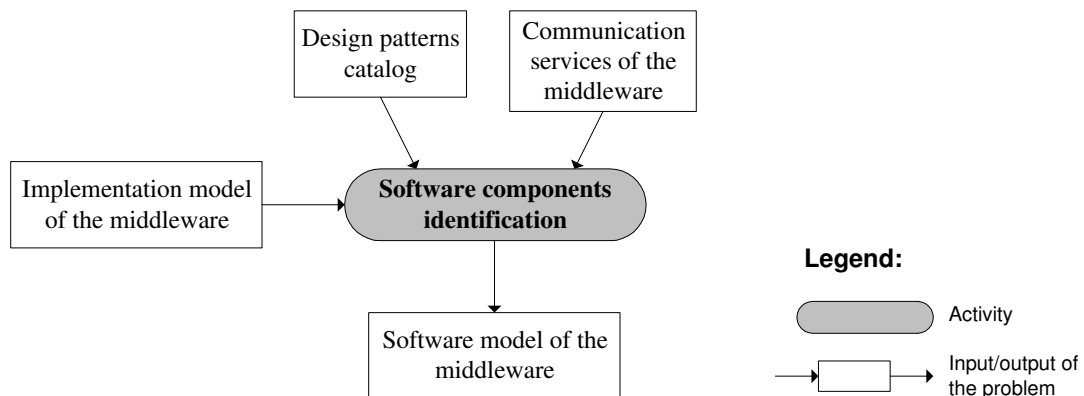 Design patterns
catalog
Communication
services of the
middleware
Implementation model
of the middleware
Software components
identification
Software model of the
middleware
Legend:
Activity
Input/output of
the problem